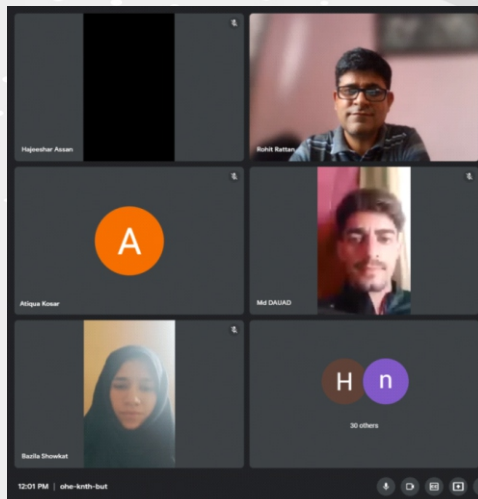 Hajeeshar Assan
Rohit Rattan
A
Atiqua Kosar
Md DAUAD
Bazila Showkat
H n
30 others
12:01 PM | ohe-knth-but